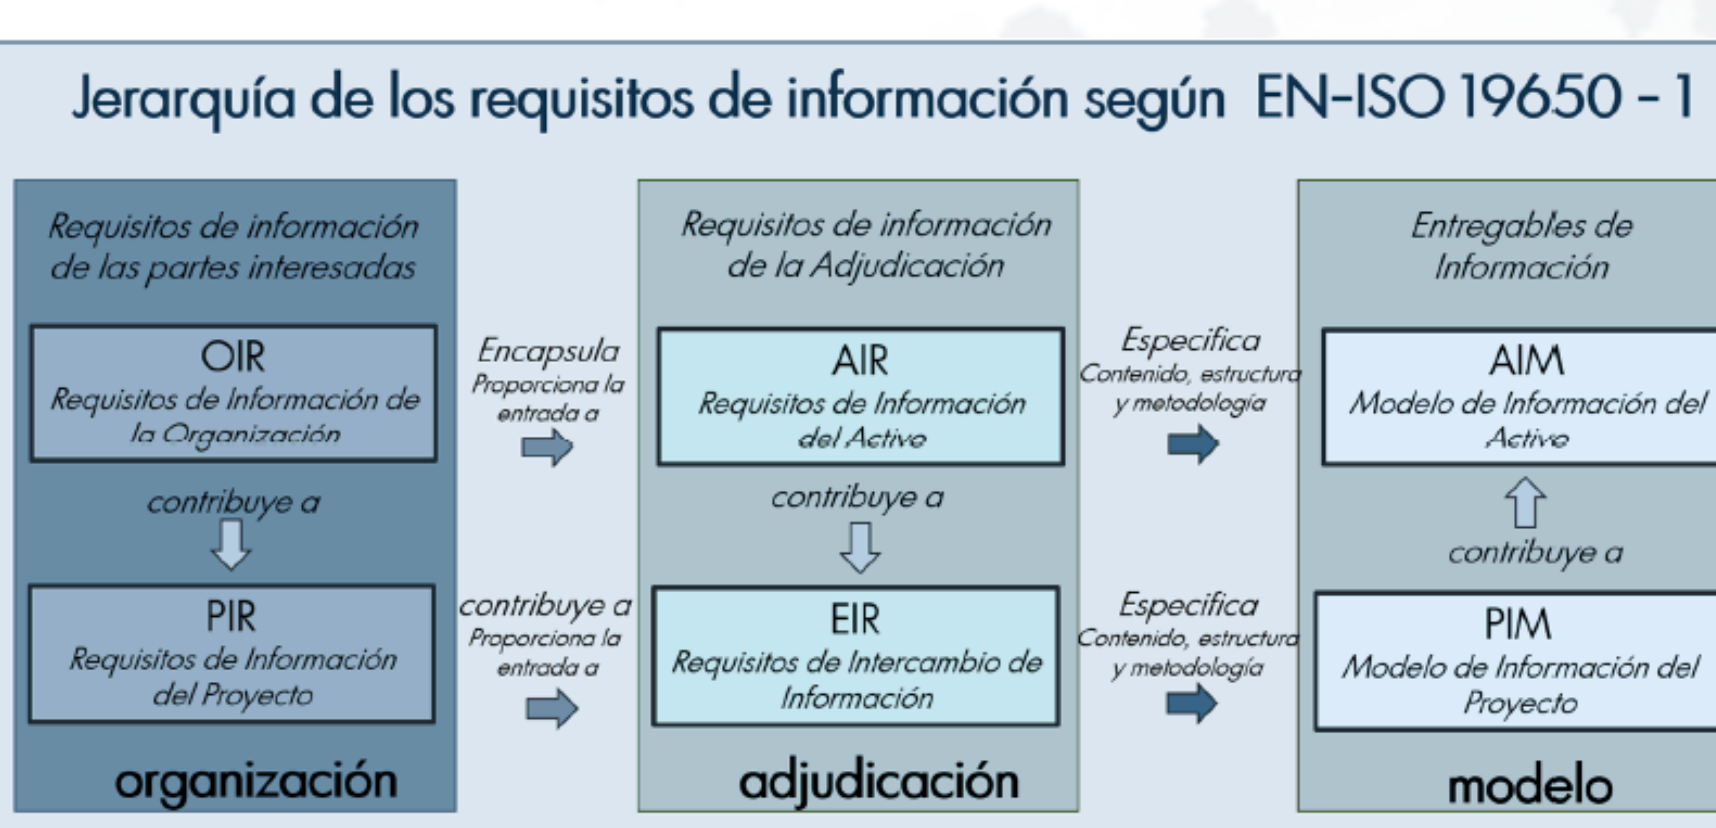 Jerarquía de los requisitos de información según EN-ISO 19650 - 1
Requisitos de información
de las partes interesadas
OIR
Requisitos de Información de
la Organización
contribuye a
PIR
Requisitos de Información
del Proyecto
organización
Encapsula
Proporciona la
entrada a
contribuye a
Proporciona la
entrada a
Requisitos de información
de la Adjudicación
AIR
Requisitos de Información
del Activo
contribuye a
EIR
Requisitos de Intercambio de
Información
adjudicación
Especifica
Contenido, estructura
y metodología
Especifica
Contenido, estructura
y metodología
Entregables de
Información
AIM
Modelo de Información del
Activo
contribuye a
PIM
Modelo de Información del
Proyecto
modelo